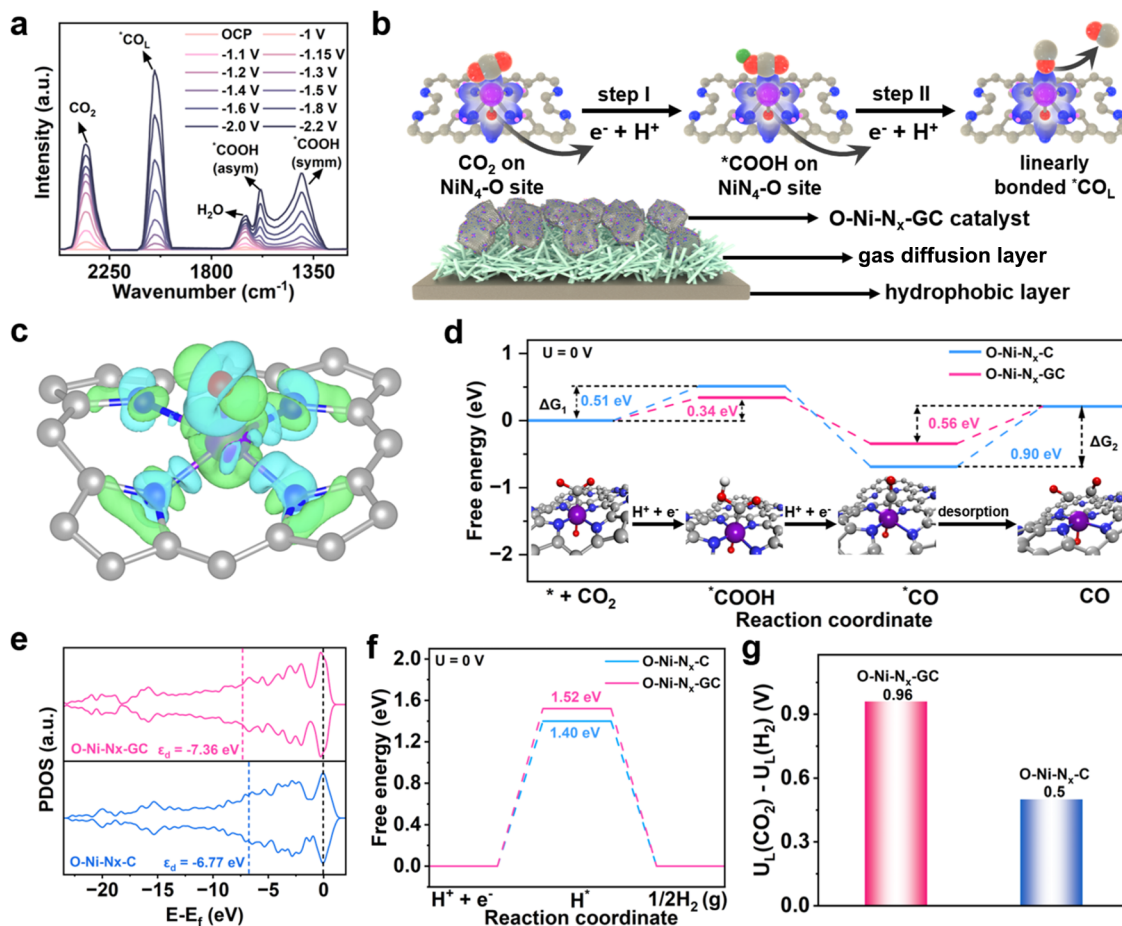 a
Intensity (a.u.)
Wavenumber (cm⁻¹)
2250
1800
1350
CO₂
*CO_L
H₂O
*COOH
(asym)
*COOH
(symm)
OCP
-1 V
-1.1 V
-1.15 V
-1.2 V
-1.3 V
-1.4 V
-1.5 V
-1.6 V
-1.8 V
-2.0 V
-2.2 V
b
step I
e⁻ + H⁺
step II
e⁻ + H⁺
CO₂ on
NiN₄-O site
*COOH on
NiN₄-O site
linearly
bonded *CO_L
O-Ni-Nₓ-GC catalyst
gas diffusion layer
hydrophobic layer
c
d
Free energy (eV)
1
0
-1
-2
U = 0 V
O-Ni-Nₓ-C
O-Ni-Nₓ-GC
ΔG₁
0.51 eV
0.34 eV
0.56 eV
0.90 eV
ΔG₂
H⁺ + e⁻
H⁺ + e⁻
desorption
* + CO₂
*COOH
*CO
CO
Reaction coordinate
e
PDOS (a.u.)
O-Ni-Nx-GC
ε_d = -7.36 eV
O-Ni-Nx-C
ε_d = -6.77 eV
−20
−15
−10
−5
0
E-E_f (eV)
f
Free energy (eV)
2.0
1.6
1.2
0.8
0.4
0.0
U = 0 V
O-Ni-Nₓ-C
O-Ni-Nₓ-GC
1.52 eV
1.40 eV
H⁺ + e⁻
H*
1/2H₂ (g)
Reaction coordinate
g
U_L(CO₂) - U_L(H₂) (V)
0.9
0.6
0.3
0.0
O-Ni-Nₓ-GC
0.96
O-Ni-Nₓ-C
0.5